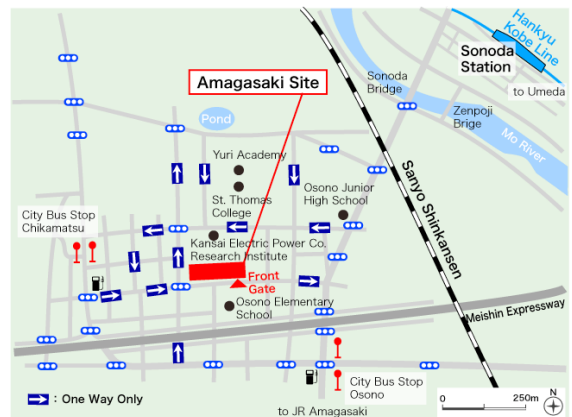 Hankyu
Kobe Line
Sonoda
Station
to Umeda
Sonoda
Bridge
Zenpoji
Brige
Mo River
Amagasaki Site
Pond
Yuri Academy
St. Thomas
College
Osono Junior
High School
Sanyo Shinkansen
City Bus Stop
Chikamatsu
Kansai Electric Power Co.
Research Institute
Front
Gate
Osono Elementary
School
Meishin Expressway
City Bus Stop
Osono
: One Way Only
to JR Amagasaki
0
250m
N